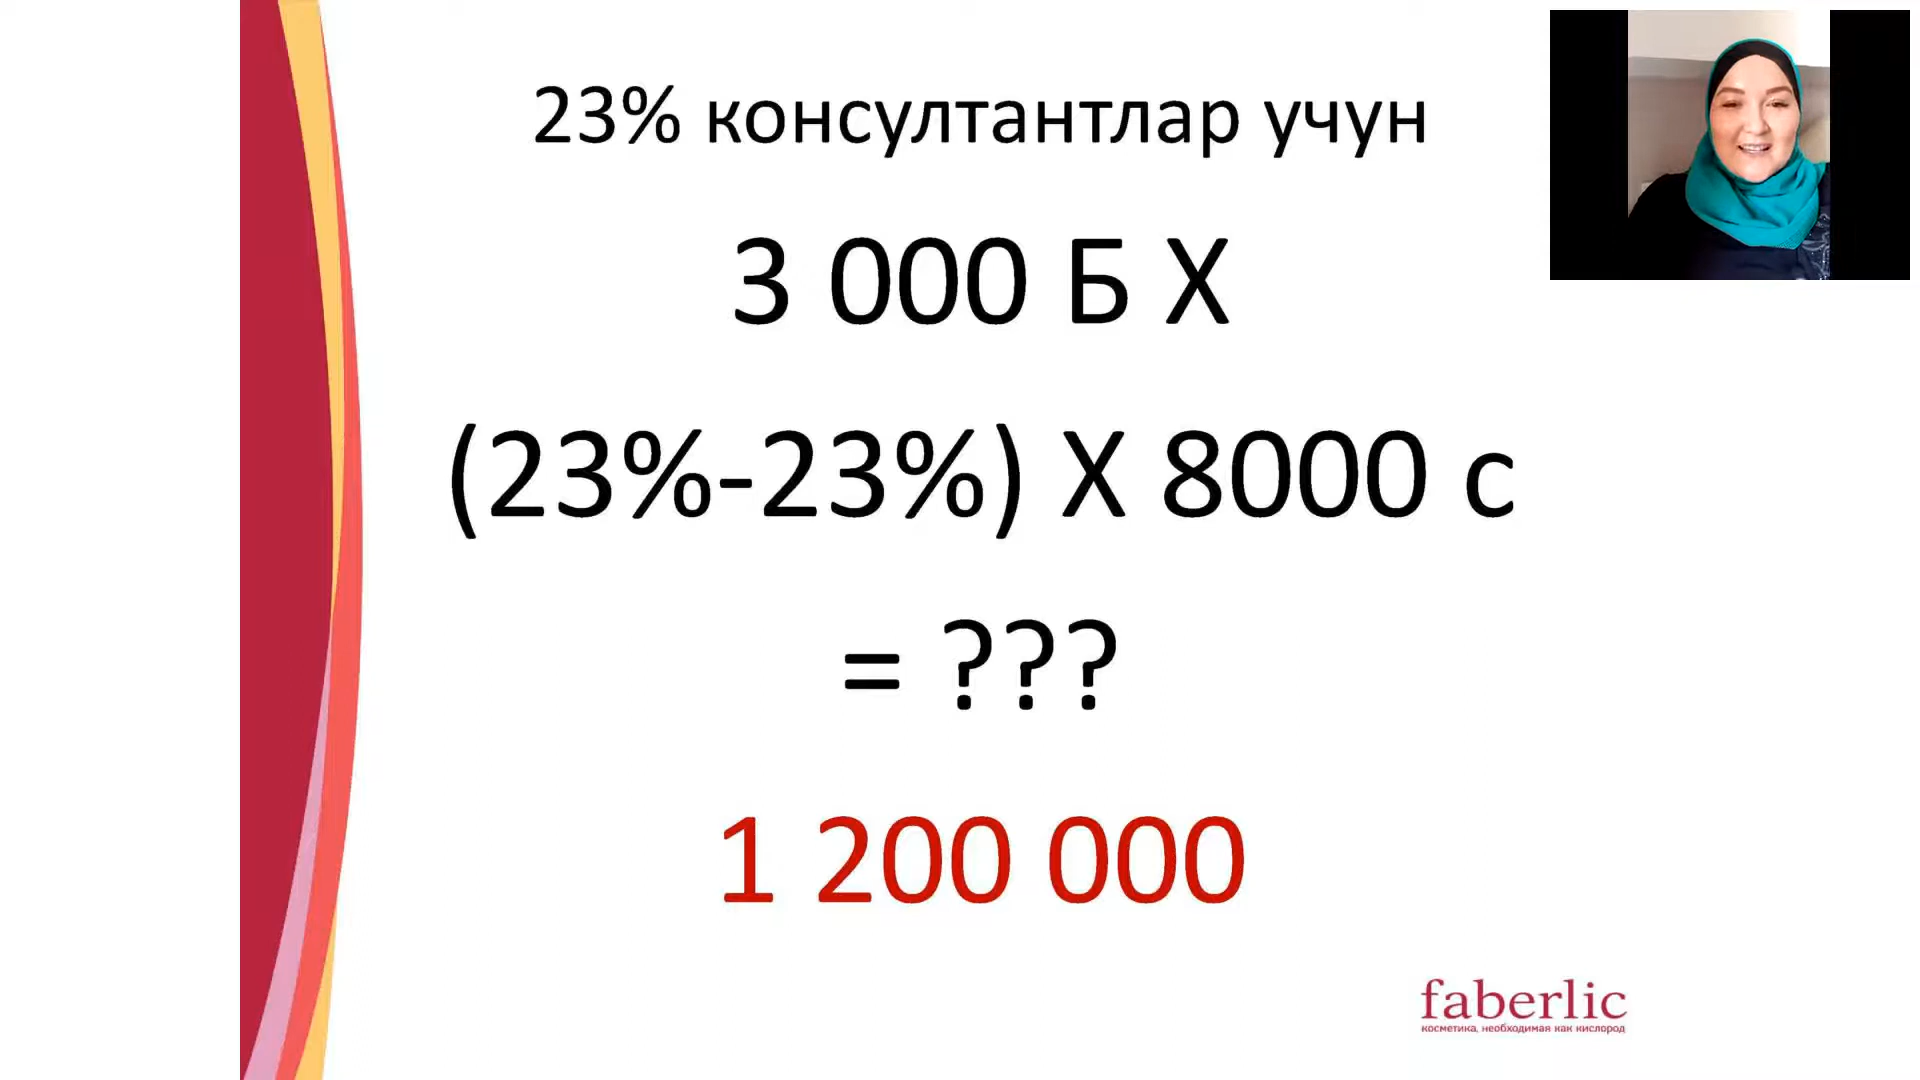 23% консултантлар учун
3 000 Б Х
(23%-23%) Х 8000 с
= ???
1 200 000
faberlic
косметика, необходимая как кислород